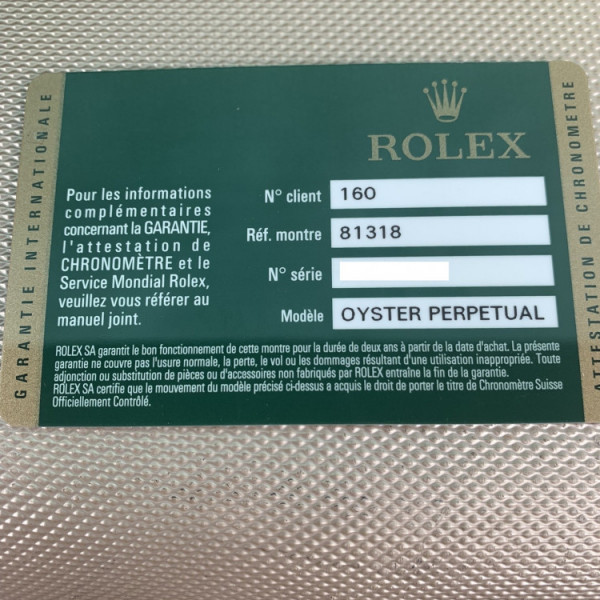 GARANTIE INTERNATIONALE
ROLEX
Pour les informations
complémentaires
concernant la GARANTIE,
l'attestation de
CHRONOMÈTRE et le
Service Mondial Rolex,
veuillez vous référer au
manuel joint.
N° client 160
Réf. montre 81318
N° série
Modèle OYSTER PERPETUAL
ROLEX SA garantit le bon fonctionnement de cette montre pour la durée de deux ans à partir de la date d'achat. La présente
garantie ne couvre pas l'usure normale, la perte, le vol ou les dommages résultant d'une utilisation inappropriée. Toute
adjonction ou substitution de pièces ou d'accessoires non fabriqués par ROLEX entraîne la fin de la garantie.
ROLEX SA certifie que le mouvement du modèle précisé ci-dessus a acquis le droit de porter le titre de Chronomètre Suisse
Officiellement Contrôlé.
ATTESTATION DE CHRONOMETRE